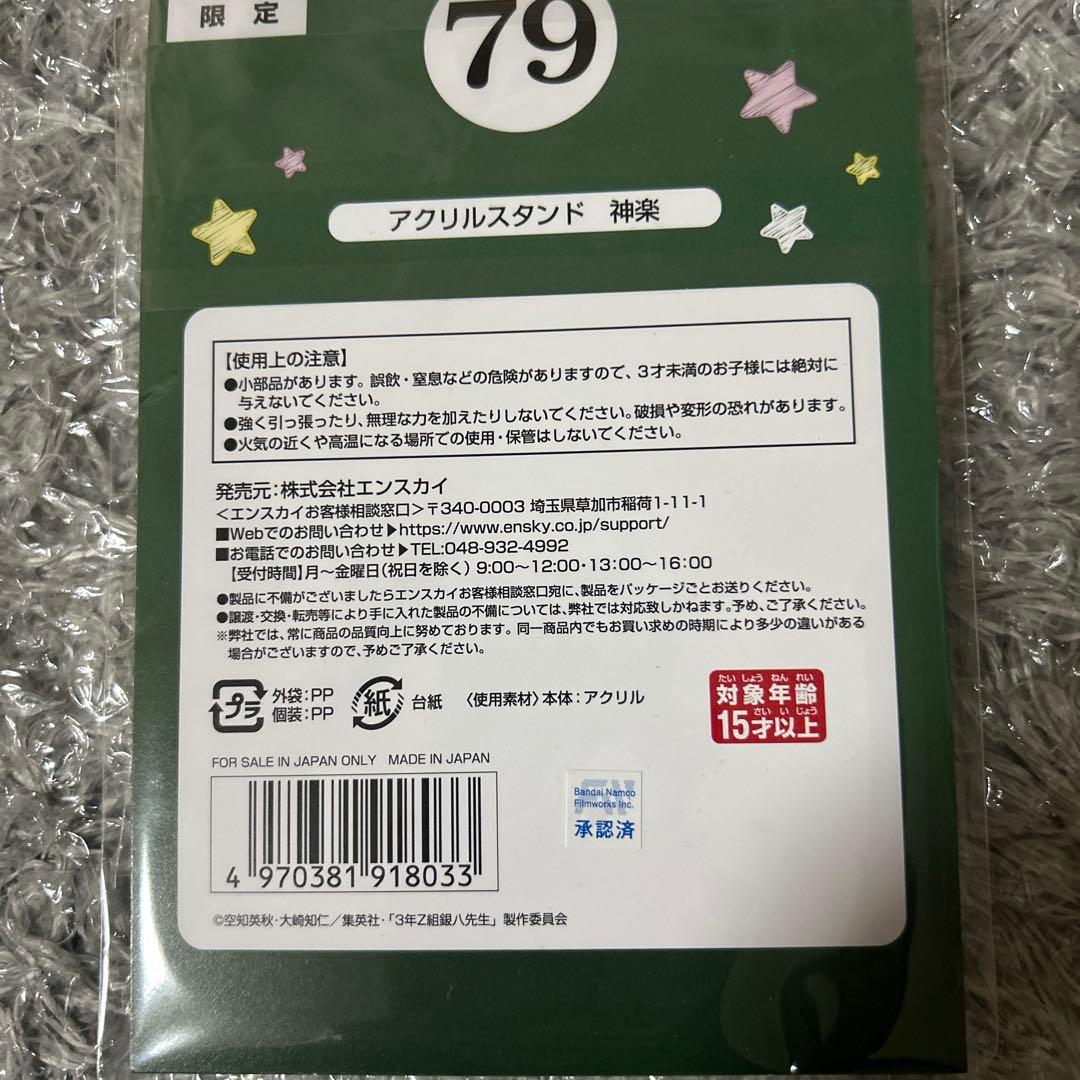 限定
79
アクリルスタンド 神楽
【使用上の注意】
●小部品があります。誤飲・窒息などの危険がありますので、3才未満のお子様には絶対に
与えないでください。
●強く引っ張ったり、無理な力を加えたりしないでください。破損や変形の恐れがあります。
●火気の近くや高温になる場所での使用・保管はしないでください。
発売元:株式会社エンスカイ
<エンスカイお客様相談窓口>〒340-0003 埼玉県草加市稲荷1-11-1
■Webでのお問い合わせ▶https://www.ensky.co.jp/support/
■お電話でのお問い合わせ▶TEL:048-932-4992
【受付時間】月～金曜日(祝日を除く) 9:00～12:00・13:00～16:00
●製品に不備がございましたらエンスカイお客様相談窓口宛に、製品をパッケージごとお送りください。
●譲渡・交換・転売等により手に入れた製品の不備については、弊社では対応致しかねます。予め、ご了承ください。
※弊社では、常に商品の品質向上に努めております。同一商品内でもお買い求めの時期により多少の違いがある
場合がございますので、予めご了承ください。
プラ 外袋:PP
個装:PP
紙 台紙 〈使用素材〉本体:アクリル
たいしょうねんれい
対象年齢
さいいじょう
15才以上
FOR SALE IN JAPAN ONLY MADE IN JAPAN
Bandai Namco
Filmworks Inc.
承認済
4 970381 918033
©空知英秋・大崎知仁/集英社・「3年Z組銀八先生」製作委員会